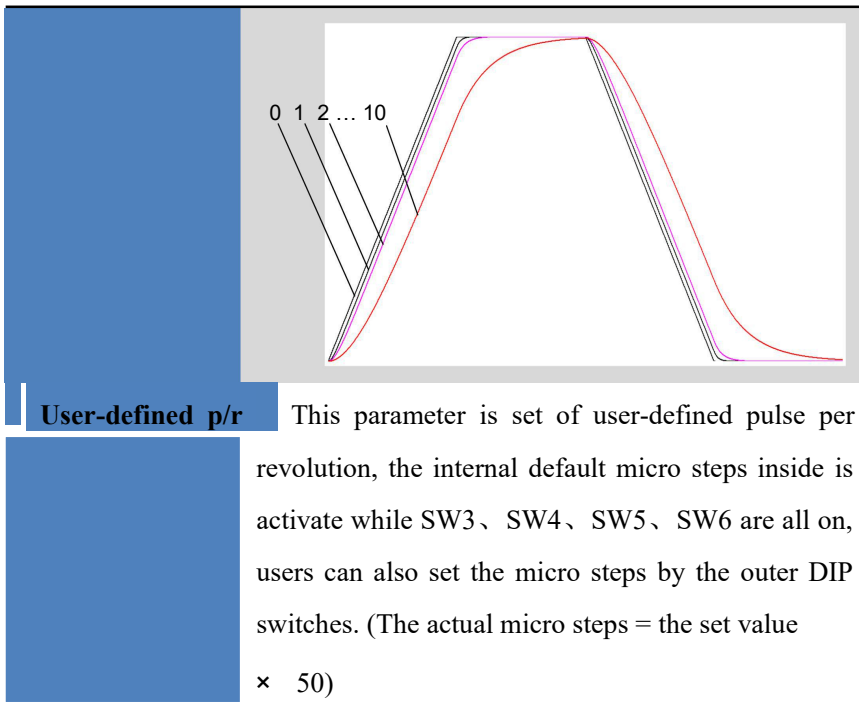 0 1 2 … 10
User-defined p/r This parameter is set of user-defined pulse per
revolution, the internal default micro steps inside is
activate while SW3、SW4、SW5、SW6 are all on,
users can also set the micro steps by the outer DIP
switches. (The actual micro steps = the set value
× 50)